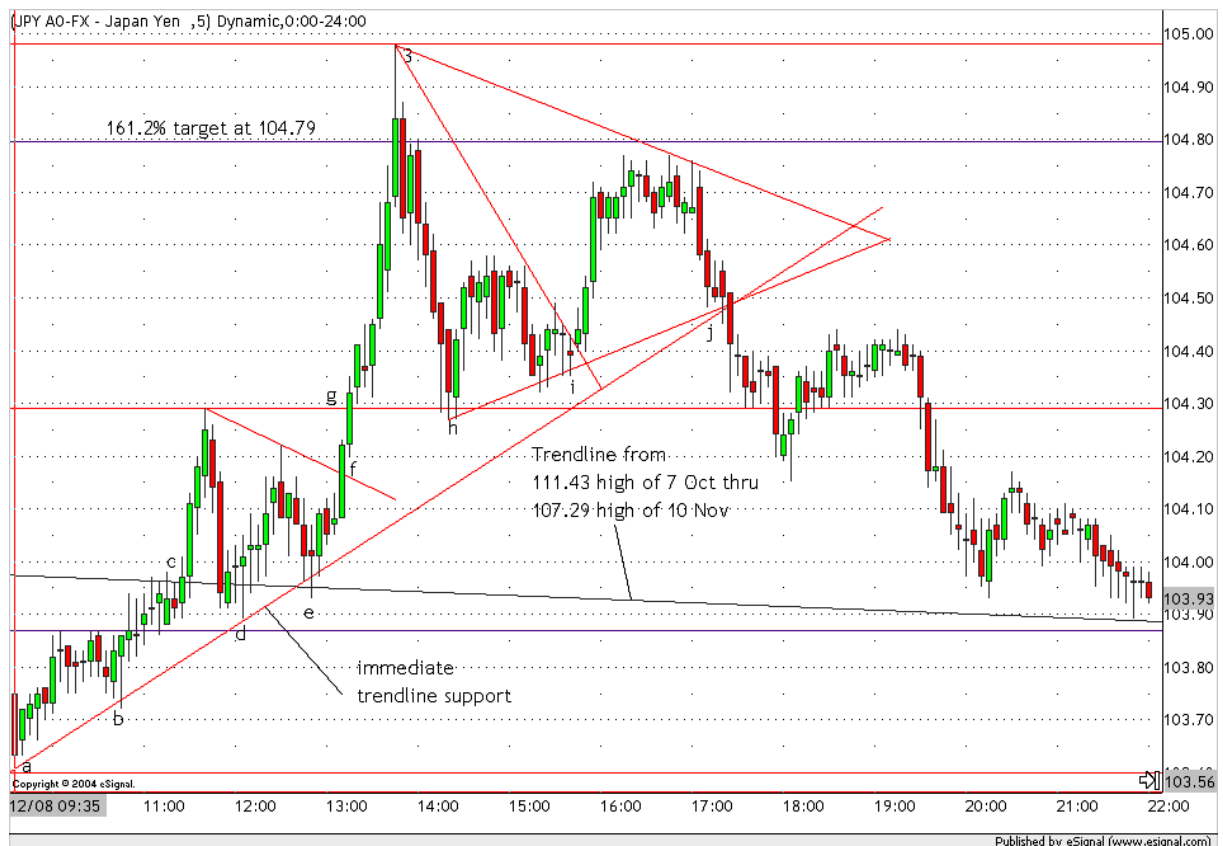 (JPY A0-FX - Japan Yen ,5) Dynamic,0:00-24:00
105.00
3
104.90
161.2% target at 104.79
104.80
104.70
104.60
104.50
j
104.40
i
g
104.30
h
Trendline from
111.43 high of 7 Oct thru
107.29 high of 10 Nov
f
104.20
104.10
c
104.00
103.93
103.90
e
d
immediate
trendline support
103.80
b
103.70
a
Copyright © 2004 eSignal.
103.56
12/08 09:35 11:00 12:00 13:00 14:00 15:00 16:00 17:00 18:00 19:00 20:00 21:00 22:00
Published by eSignal (www.esignal.com)